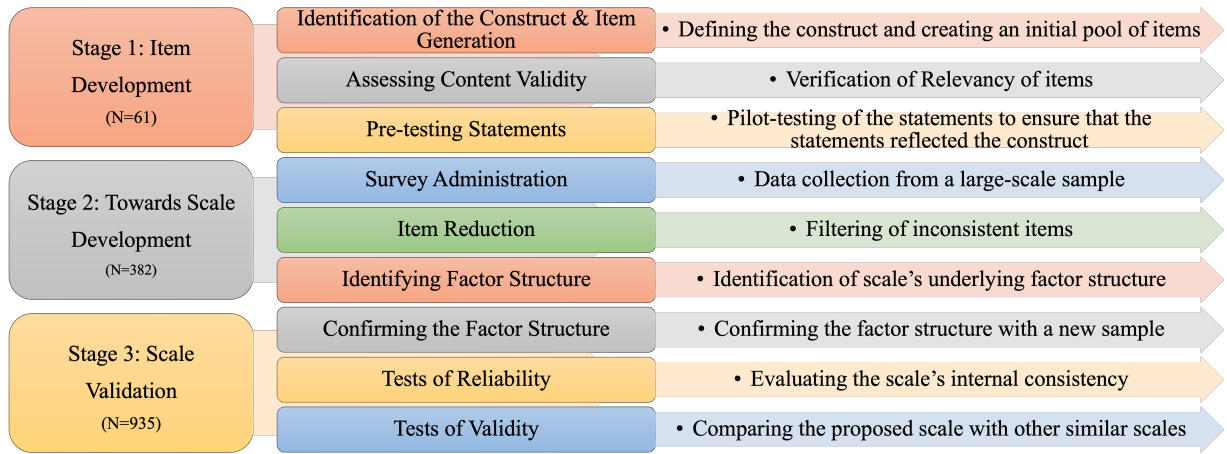 Stage 1: Item
Development
(N=61)
Identification of the Construct & Item
Generation
• Defining the construct and creating an initial pool of items
Assessing Content Validity
• Verification of Relevancy of items
Pre-testing Statements
• Pilot-testing of the statements to ensure that the
statements reflected the construct
Stage 2: Towards Scale
Development
(N=382)
Survey Administration
• Data collection from a large-scale sample
Item Reduction
• Filtering of inconsistent items
Identifying Factor Structure
• Identification of scale’s underlying factor structure
Stage 3: Scale
Validation
(N=935)
Confirming the Factor Structure
• Confirming the factor structure with a new sample
Tests of Reliability
• Evaluating the scale’s internal consistency
Tests of Validity
• Comparing the proposed scale with other similar scales